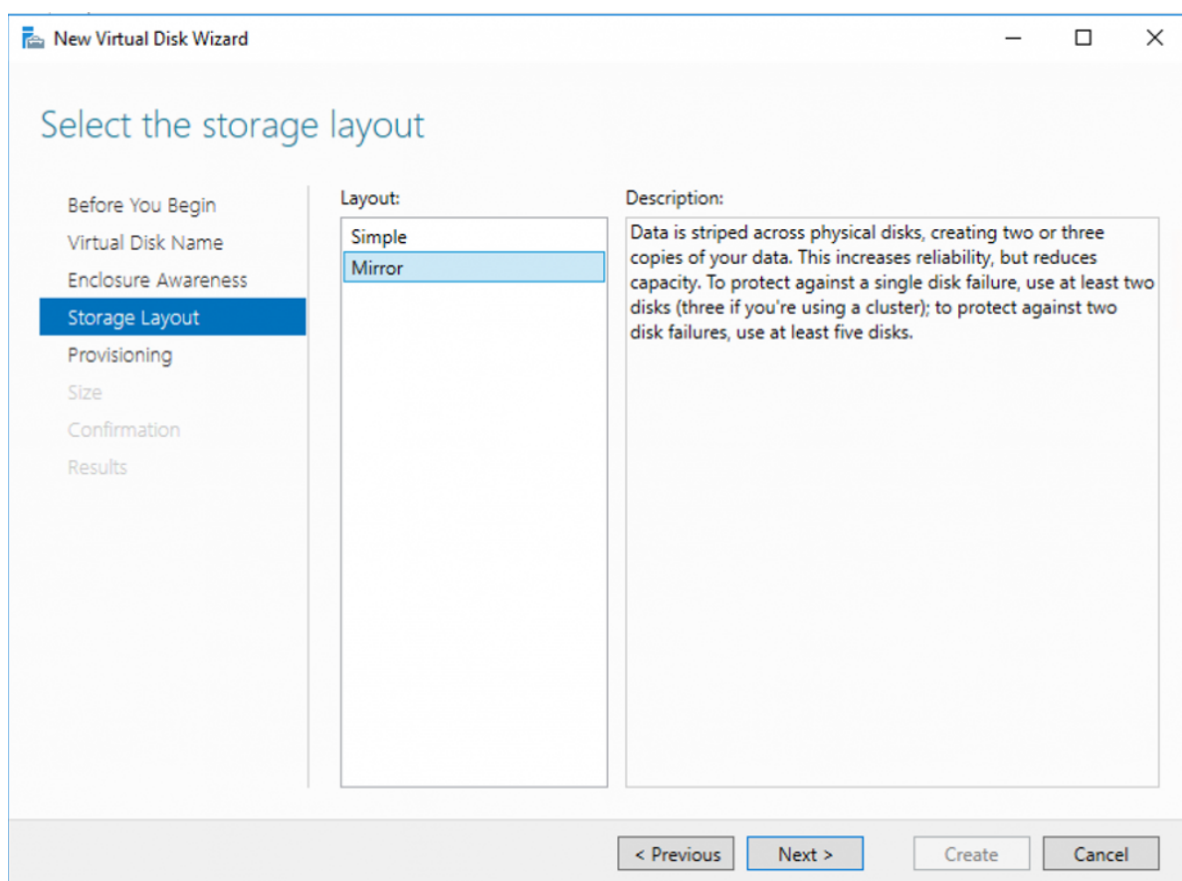 New Virtual Disk Wizard
Select the storage layout
Before You Begin
Virtual Disk Name
Enclosure Awareness
Storage Layout
Provisioning
Size
Confirmation
Results
Layout:
Simple
Mirror
Description:
Data is striped across physical disks, creating two or three
copies of your data. This increases reliability, but reduces
capacity. To protect against a single disk failure, use at least two
disks (three if you're using a cluster); to protect against two
disk failures, use at least five disks.
< Previous
Next >
Create
Cancel